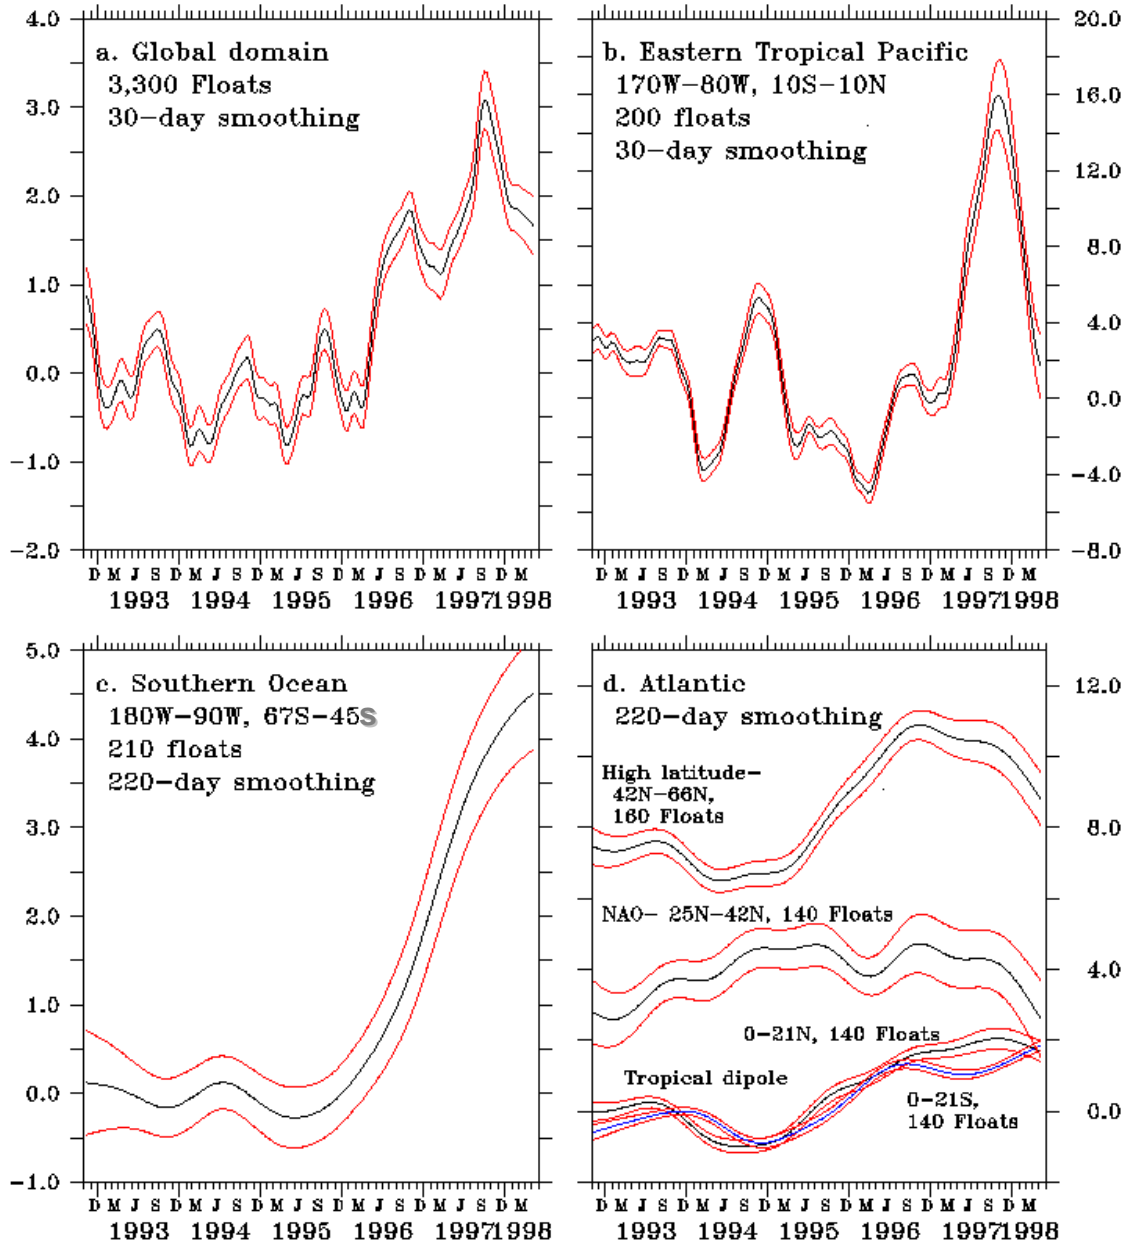 4.0
3.0
2.0
1.0
0.0
-1.0
-2.0
a. Global domain
3,300 Floats
30-day smoothing
D M J S D M J S D M J S D M J S D M J S D M
1993 1994 1995 1996 1997 1998
b. Eastern Tropical Pacific
170W-80W, 10S-10N
200 floats
30-day smoothing
20.0
16.0
12.0
8.0
4.0
0.0
-4.0
-8.0
D M J S D M J S D M J S D M J S D M J S D M
1993 1994 1995 1996 1997 1998
5.0
4.0
3.0
2.0
1.0
0.0
-1.0
c. Southern Ocean
180W-90W, 67S-45S
210 floats
220-day smoothing
D M J S D M J S D M J S D M J S D M J S D M
1993 1994 1995 1996 1997 1998
d. Atlantic
220-day smoothing
High latitude-
42N-66N,
160 Floats
NAO- 25N-42N, 140 Floats
0-21N, 140 Floats
Tropical dipole
0-21S,
140 Floats
12.0
8.0
4.0
0.0
D M J S D M J S D M J S D M J S D M J S D M
1993 1994 1995 1996 1997 1998